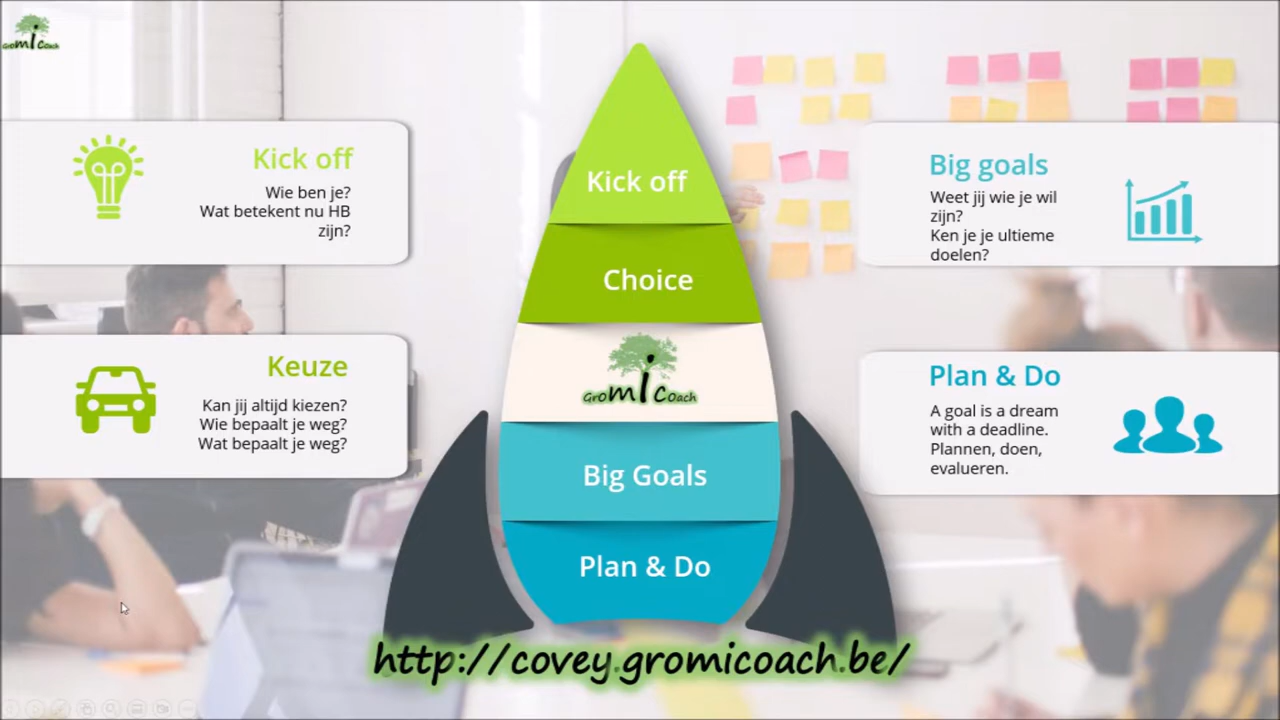 GroMiCoach
Kick off
Wie ben je?
Wat betekent nu HB
zijn?
Keuze
Kan jij altijd kiezen?
Wie bepaalt je weg?
Wat bepaalt je weg?
Kick off
Choice
GroMiCoach
Big Goals
Plan & Do
Big goals
Weet jij wie je wil
zijn?
Ken je je ultieme
doelen?
Plan & Do
A goal is a dream
with a deadline.
Plannen, doen,
evalueren.
http://covey.gromicoach.be/